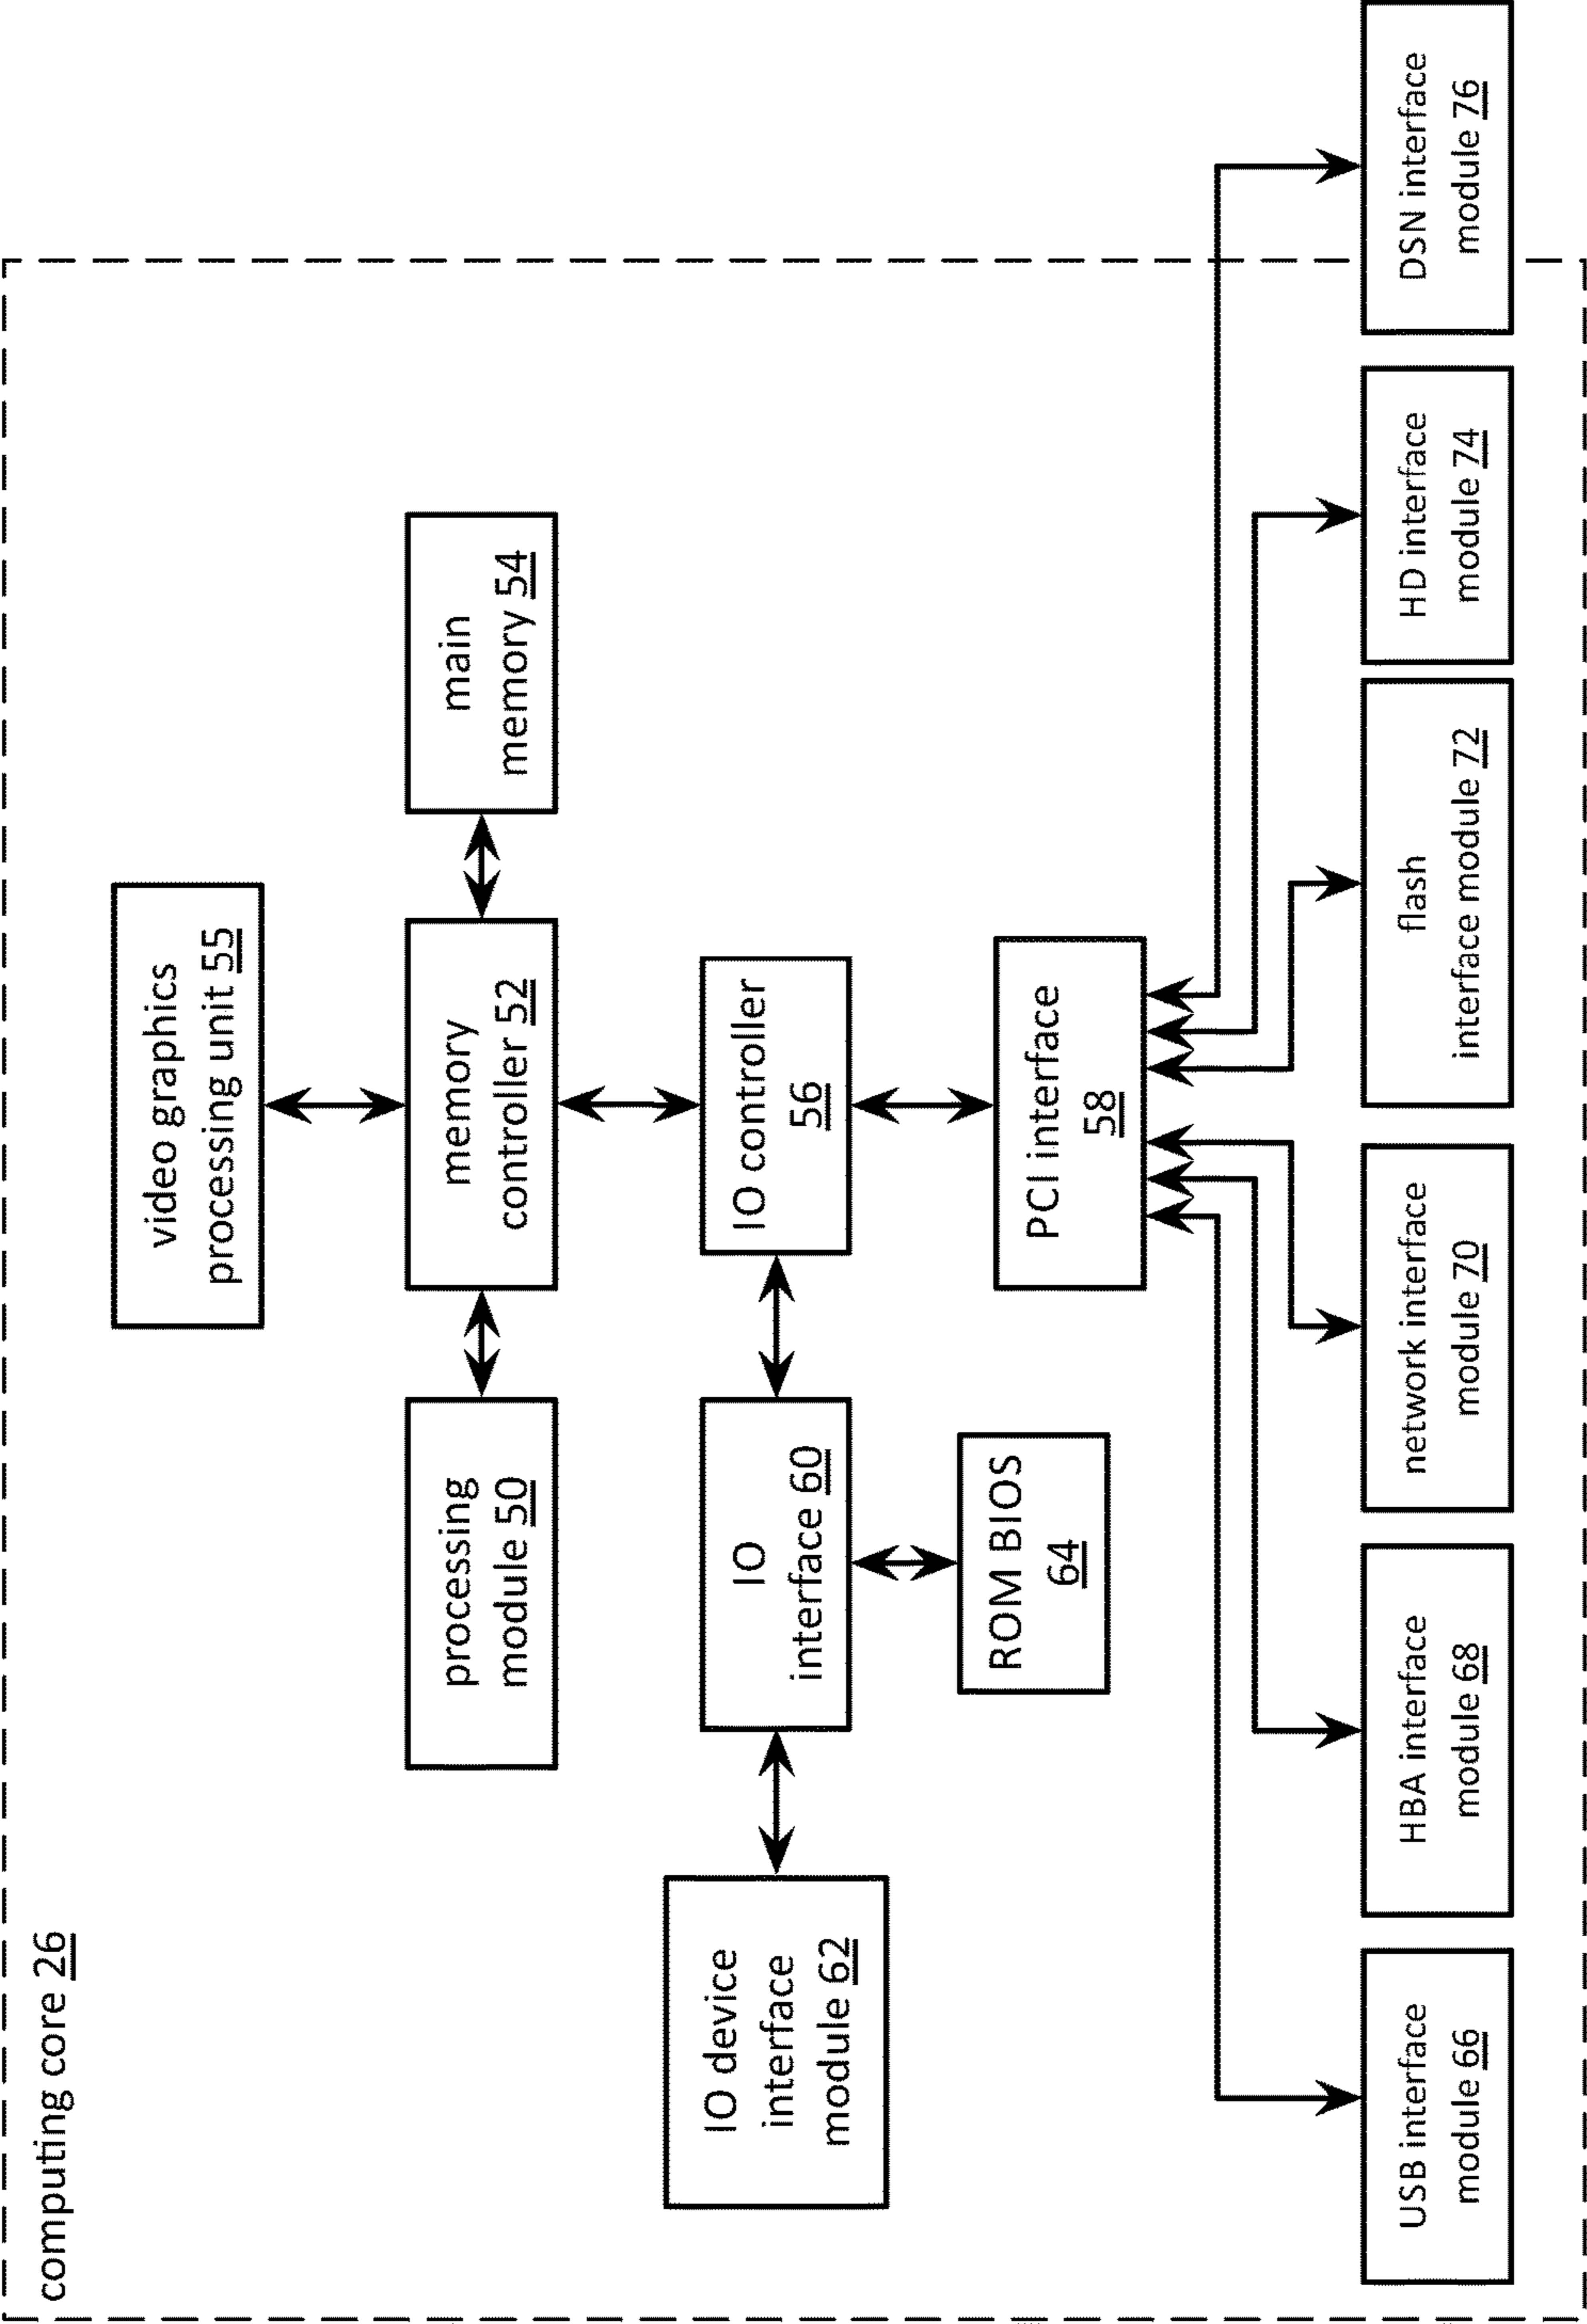 computing core 26
video graphics
processing unit 55
processing
module 50
memory
controller 52
main
memory 54
IO device
interface
module 62
IO
interface 60
IO controller
56
ROM BIOS
64
PCI interface
58
USB interface
module 66
HBA interface
module 68
network interface
module 70
flash
interface module 72
HD interface
module 74
DSN interface
module 76